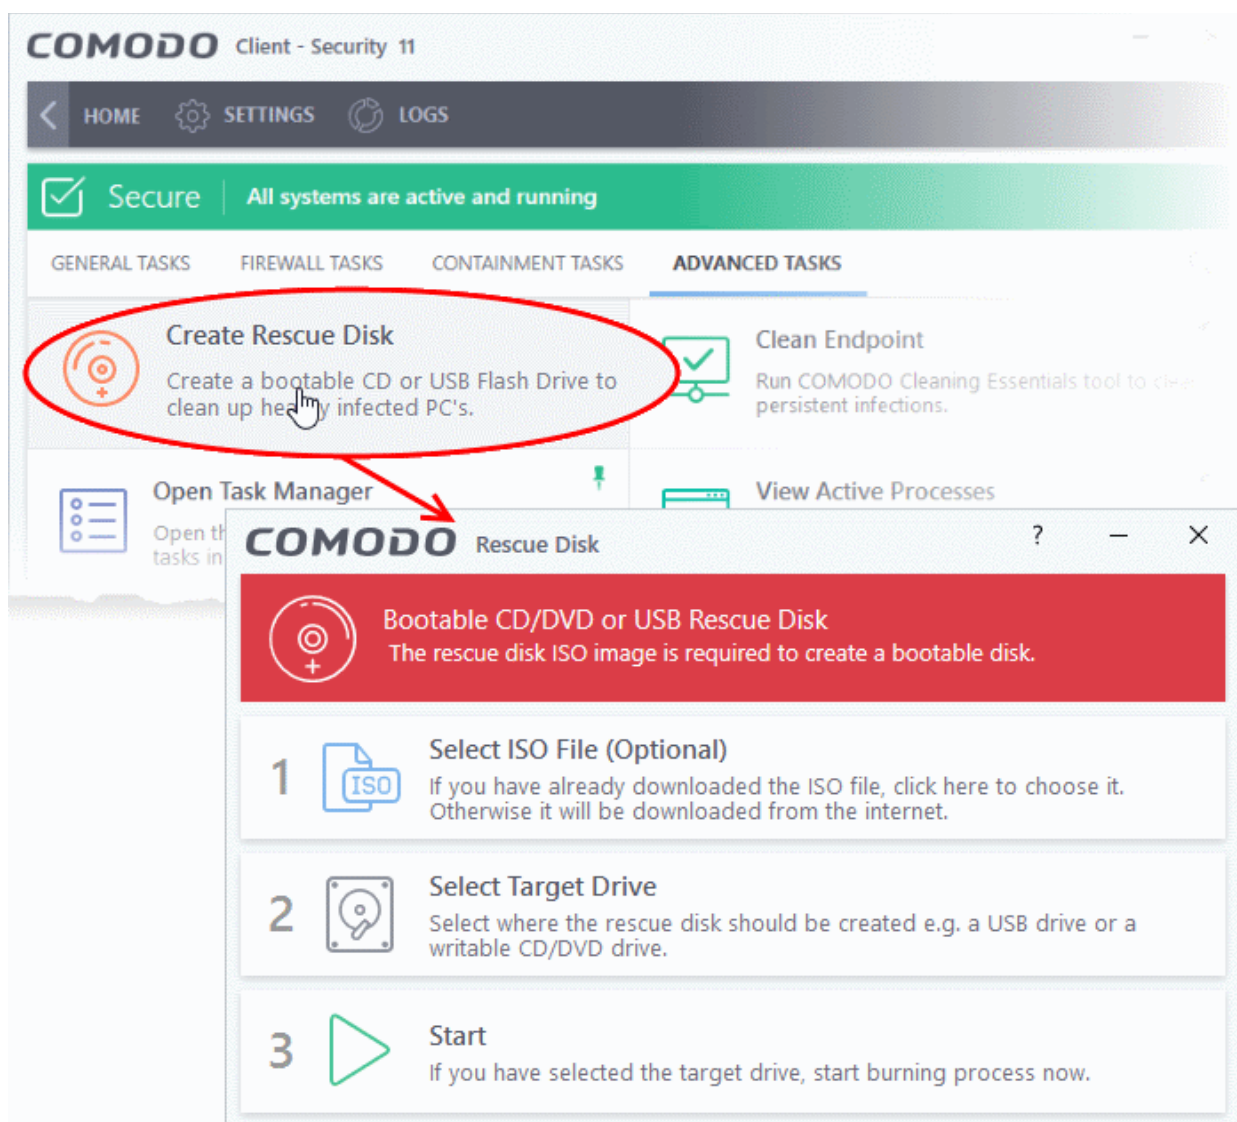 COMODO Client - Security 11
HOME SETTINGS LOGS
Secure All systems are active and running
GENERAL TASKS FIREWALL TASKS CONTAINMENT TASKS ADVANCED TASKS
Create Rescue Disk
Create a bootable CD or USB Flash Drive to
clean up infected PC's.
Clean Endpoint
Run COMODO Cleaning Essentials tool to
persistent infections.
Open Task Manager
Open
tasks in
View Active Processes
COMODO Rescue Disk ?
Bootable CD/DVD or USB Rescue Disk
The rescue disk ISO image is required to create a bootable disk.
1 ISO
Select ISO File (Optional)
If you have already downloaded the ISO file, click here to choose it.
Otherwise it will be downloaded from the internet.
2
Select Target Drive
Select where the rescue disk should be created e.g. a USB drive or a
writable CD/DVD drive.
3
Start
If you have selected the target drive, start burning process now.